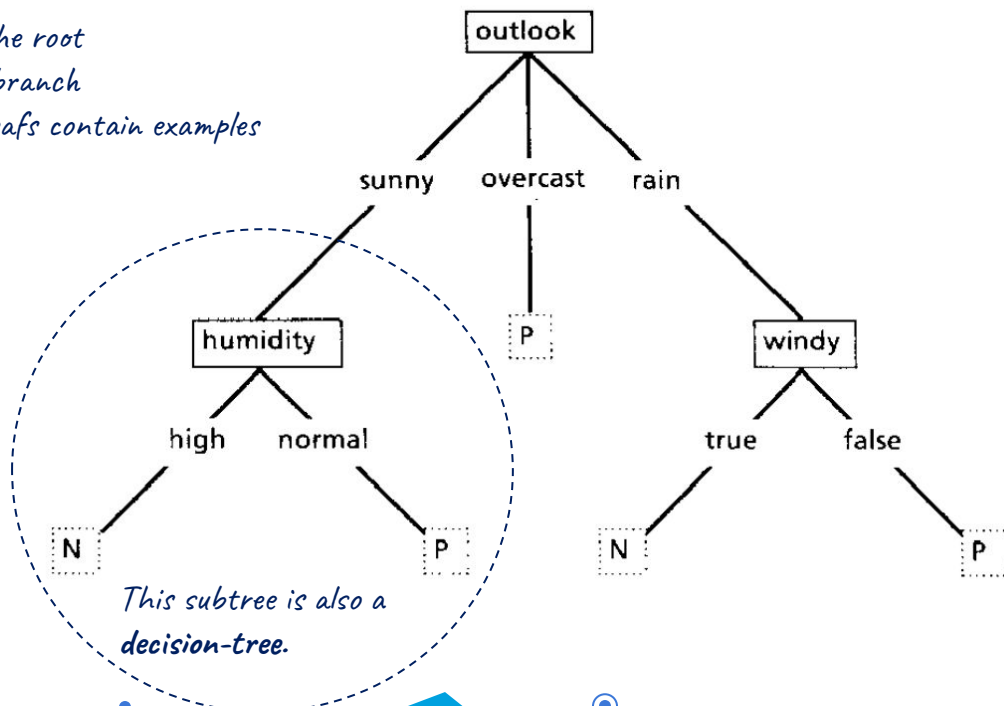 he root
branch
afs contain examples
outlook
sunny overcast rain
humidity
P
windy
high normal
true false
N
P
N
P
This subtree is also a
decision-tree.